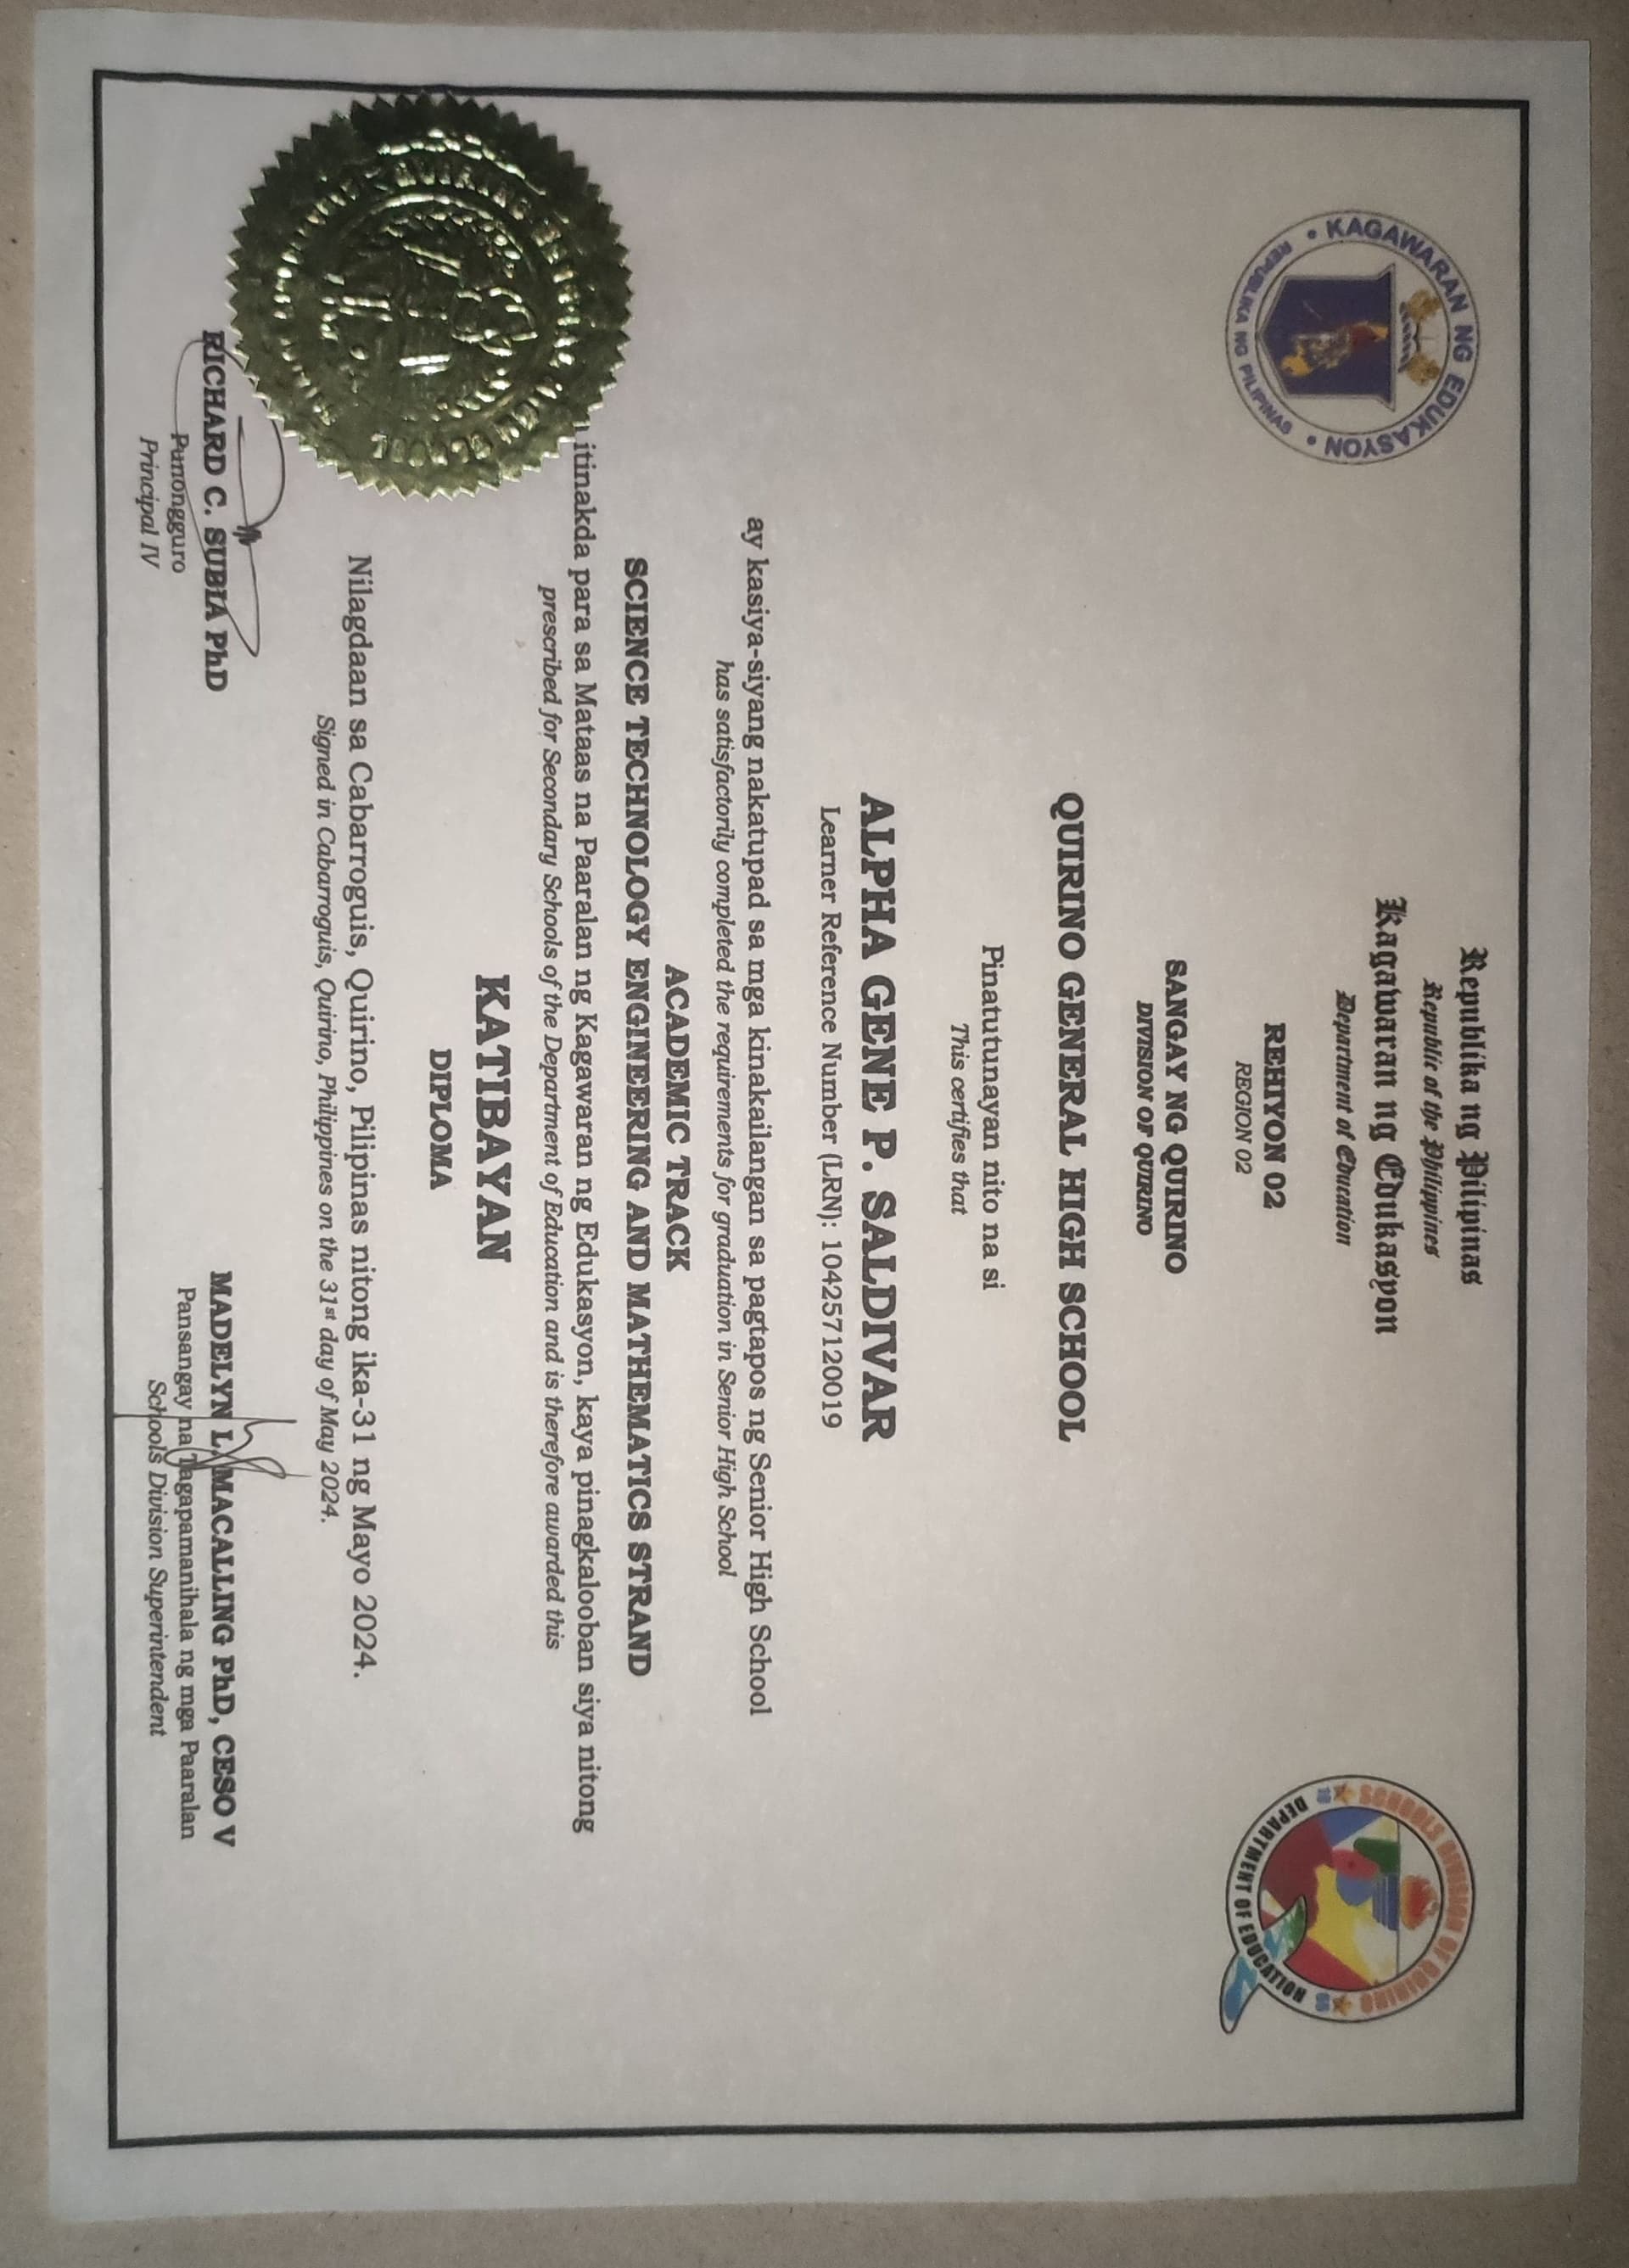 Republika ng Pilipinas
Republic of the Philippines
Kagawaran ng Edukasyon
Department of Education
KAGAWARAN NG EDUKASYON
REPUBLIKA NG PILIPINAS
SCHOOLS DIVISION OF QUIRINO
DEPARTMENT OF EDUCATION
REHIYON 02
REGION 02
SANGAY NG QUIRINO
DIVISION OF QUIRINO
QUIRINO GENERAL HIGH SCHOOL
Pinatutunayan nito na si
This certifies that
ALPHA GENE P. SALDIVAR
Learner Reference Number (LRN): 104257120019
ay kasiya-siyang nakatupad sa mga kinakailangan sa pagtapos ng Senior High School
has satisfactorily completed the requirements for graduation in Senior High School
ACADEMIC TRACK
SCIENCE TECHNOLOGY ENGINEERING AND MATHEMATICS STRAND
itinakda para sa Mataas na Paaralan ng Kagawaran ng Edukasyon, kaya pinagkalooban siya nitong
prescribed for Secondary Schools of the Department of Education and is therefore awarded this
KATIBAYAN
DIPLOMA
Nilagdaan sa Cabarroguis, Quirino, Pilipinas nitong ika-31 ng Mayo 2024.
Signed in Cabarroguis, Quirino, Philippines on the 31st day of May 2024.
RICHARD C. SUBIA PhD
Punongguro
Principal IV
MADELYN L. MACALLING PhD, CESO V
Pansangay na Tagapamanihala ng mga Paaralan
Schools Division Superintendent